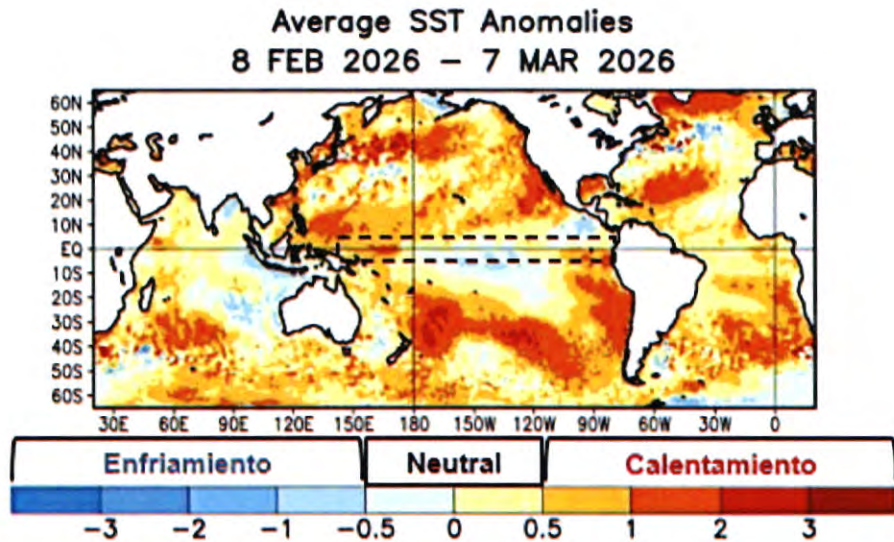 Average SST Anomalies
8 FEB 2026 – 7 MAR 2026
60N
50N
40N
30N
20N
10N
EQ
10S
20S
30S
40S
50S
60S
30E 60E 90E 120E 150E 180 150W 120W 90W 60W 30W 0
Enfriamiento Neutral Calentamiento
-3 -2 -1 -0.5 0 0.5 1 2 3